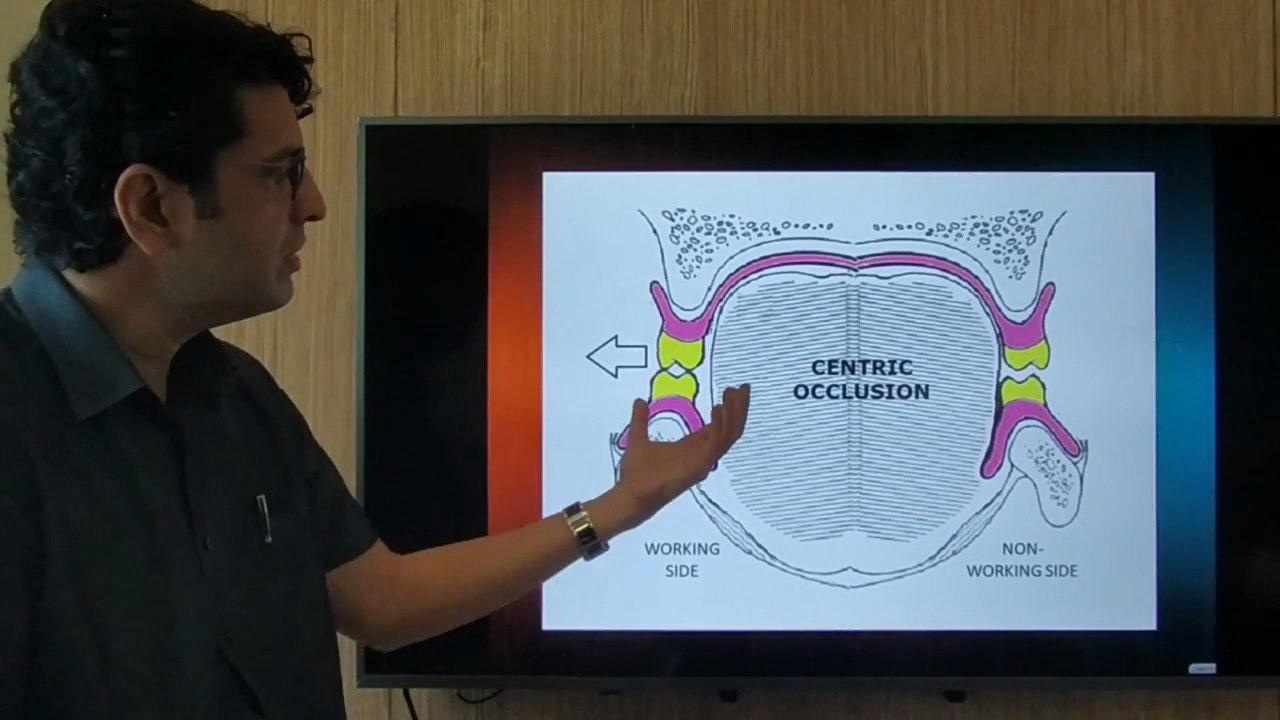 CENTRIC
OCCLUSION
WORKING
SIDE
NON-
WORKING SIDE